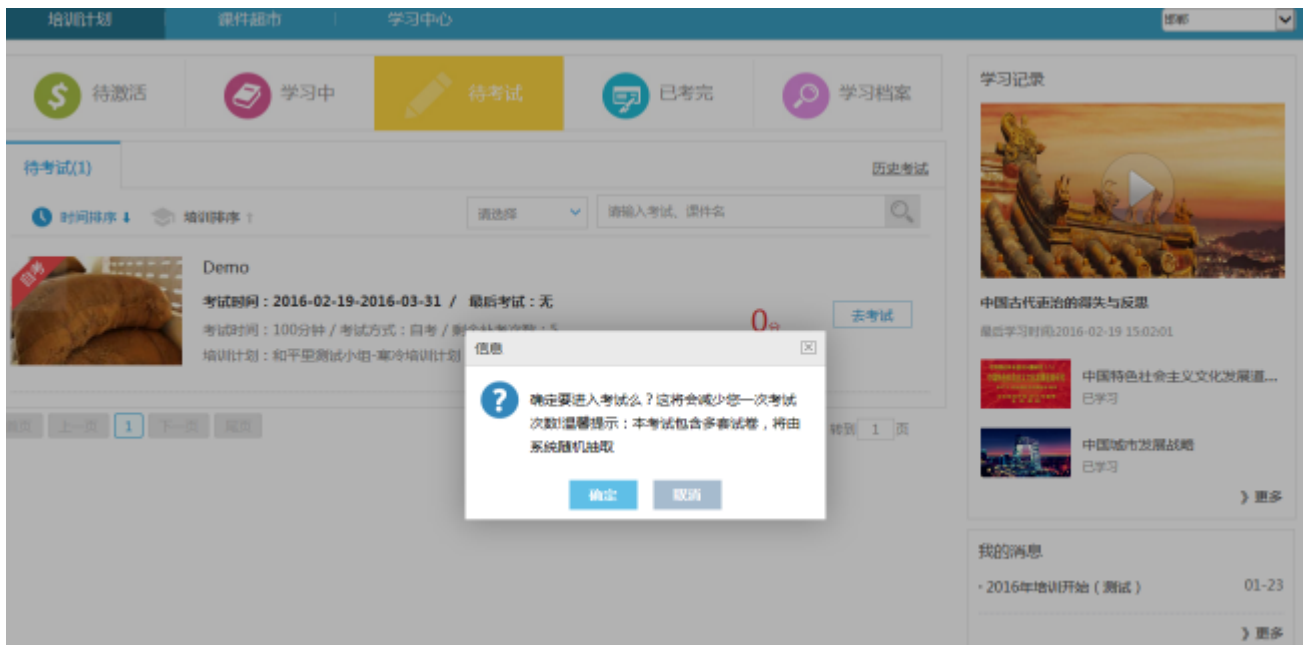 培训计划
课件超市
学习中心
邯郸
待激活
学习中
待考试
已考完
学习档案
待考试(1)
历史考试
时间排序
培训排序
请选择
请输入考试、课件名
自考
Demo
考试时间：2016-02-19-2016-03-31 / 最后考试：无
考试时间：100分钟 / 考试方式：自考 / 剩余补考次数：5
培训计划：和平里测试小组-寒冷培训计划
0分
去考试
信息
确定要进入考试么？这将会减少您一次考试
次数!温馨提示：本考试包含多套试卷，将由
系统随机抽取
确定
取消
首页 上一页 1 下一页 尾页
转到 1 页
学习记录
中国古代政治的得失与反思
最后学习时间:2016-02-19 15:02:01
中国特色社会主义文化发展道...
已学习
中国城市发展战略
已学习
》更多
我的消息
· 2016年培训开始（测试） 01-23
》更多